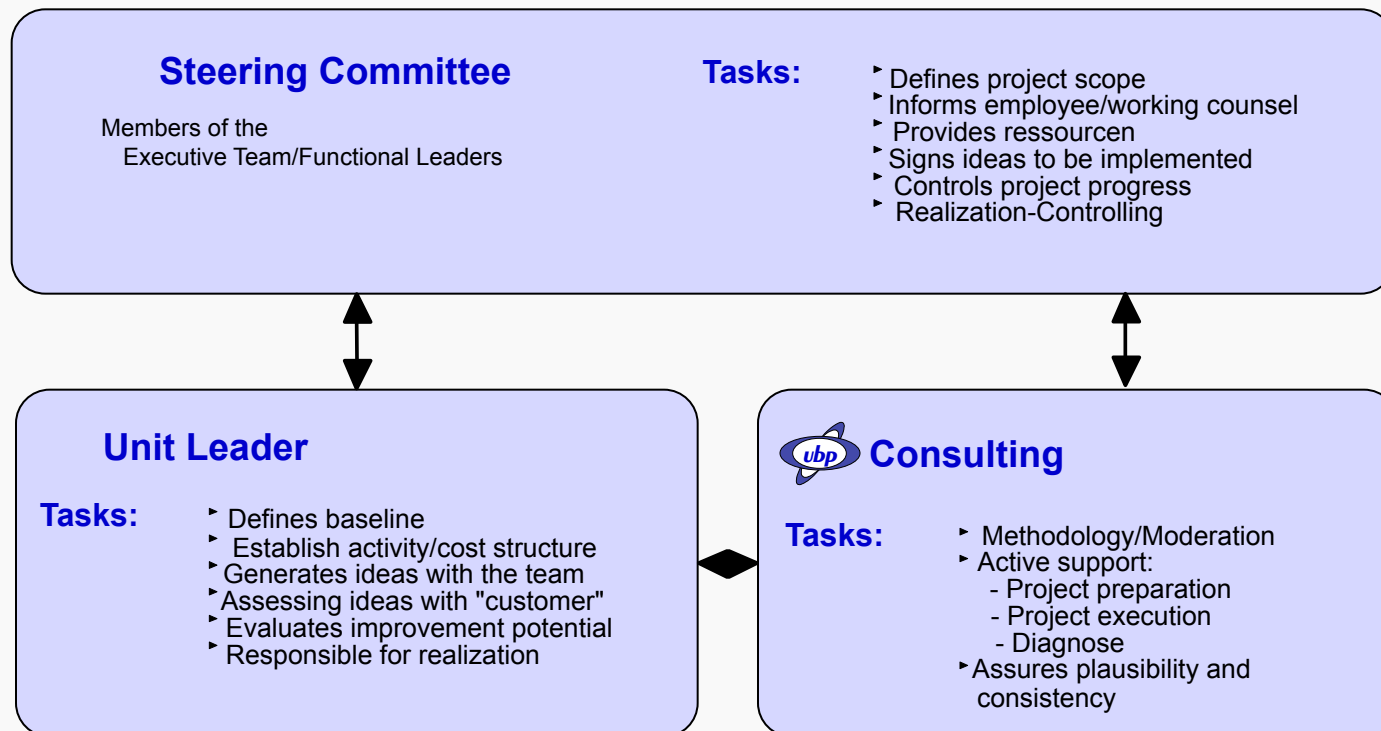 Steering Committee
Members of the
Executive Team/Functional Leaders
Tasks:
Defines project scope
Informs employee/working counsel
Provides ressourcen
Signs ideas to be implemented
Controls project progress
Realization-Controlling
Unit Leader
Tasks:
Defines baseline
Establish activity/cost structure
Generates ideas with the team
Assessing ideas with "customer"
Evaluates improvement potential
Responsible for realization
ubp Consulting
Tasks:
Methodology/Moderation
Active support:
- Project preparation
- Project execution
- Diagnose
Assures plausibility and
consistency